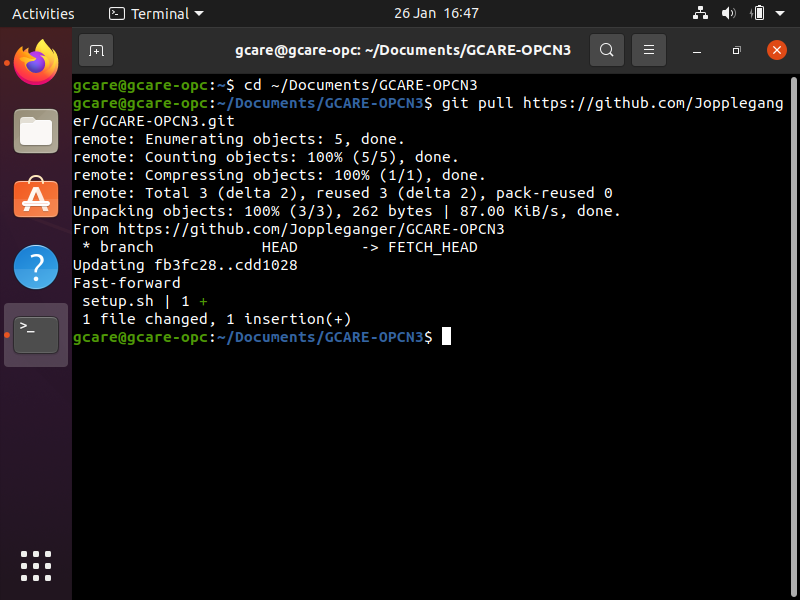 Activities Terminal 26 Jan 16:47
gcare@gcare-opc: ~/Documents/GCARE-OPCN3
gcare@gcare-opc:~$ cd ~/Documents/GCARE-OPCN3
gcare@gcare-opc:~/Documents/GCARE-OPCN3$ git pull https://github.com/Jopplegang
er/GCARE-OPCN3.git
remote: Enumerating objects: 5, done.
remote: Counting objects: 100% (5/5), done.
remote: Compressing objects: 100% (1/1), done.
remote: Total 3 (delta 2), reused 3 (delta 2), pack-reused 0
Unpacking objects: 100% (3/3), 262 bytes | 87.00 KiB/s, done.
From https://github.com/Joppleganger/GCARE-OPCN3
 * branch            HEAD       -> FETCH_HEAD
Updating fb3fc28..cdd1028
Fast-forward
 setup.sh | 1 +
 1 file changed, 1 insertion(+)
gcare@gcare-opc:~/Documents/GCARE-OPCN3$